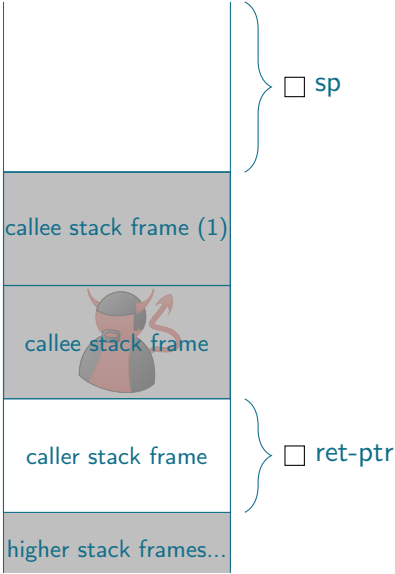 □ sp
callee stack frame (1)
callee stack frame
caller stack frame
□ ret-ptr
higher stack frames...